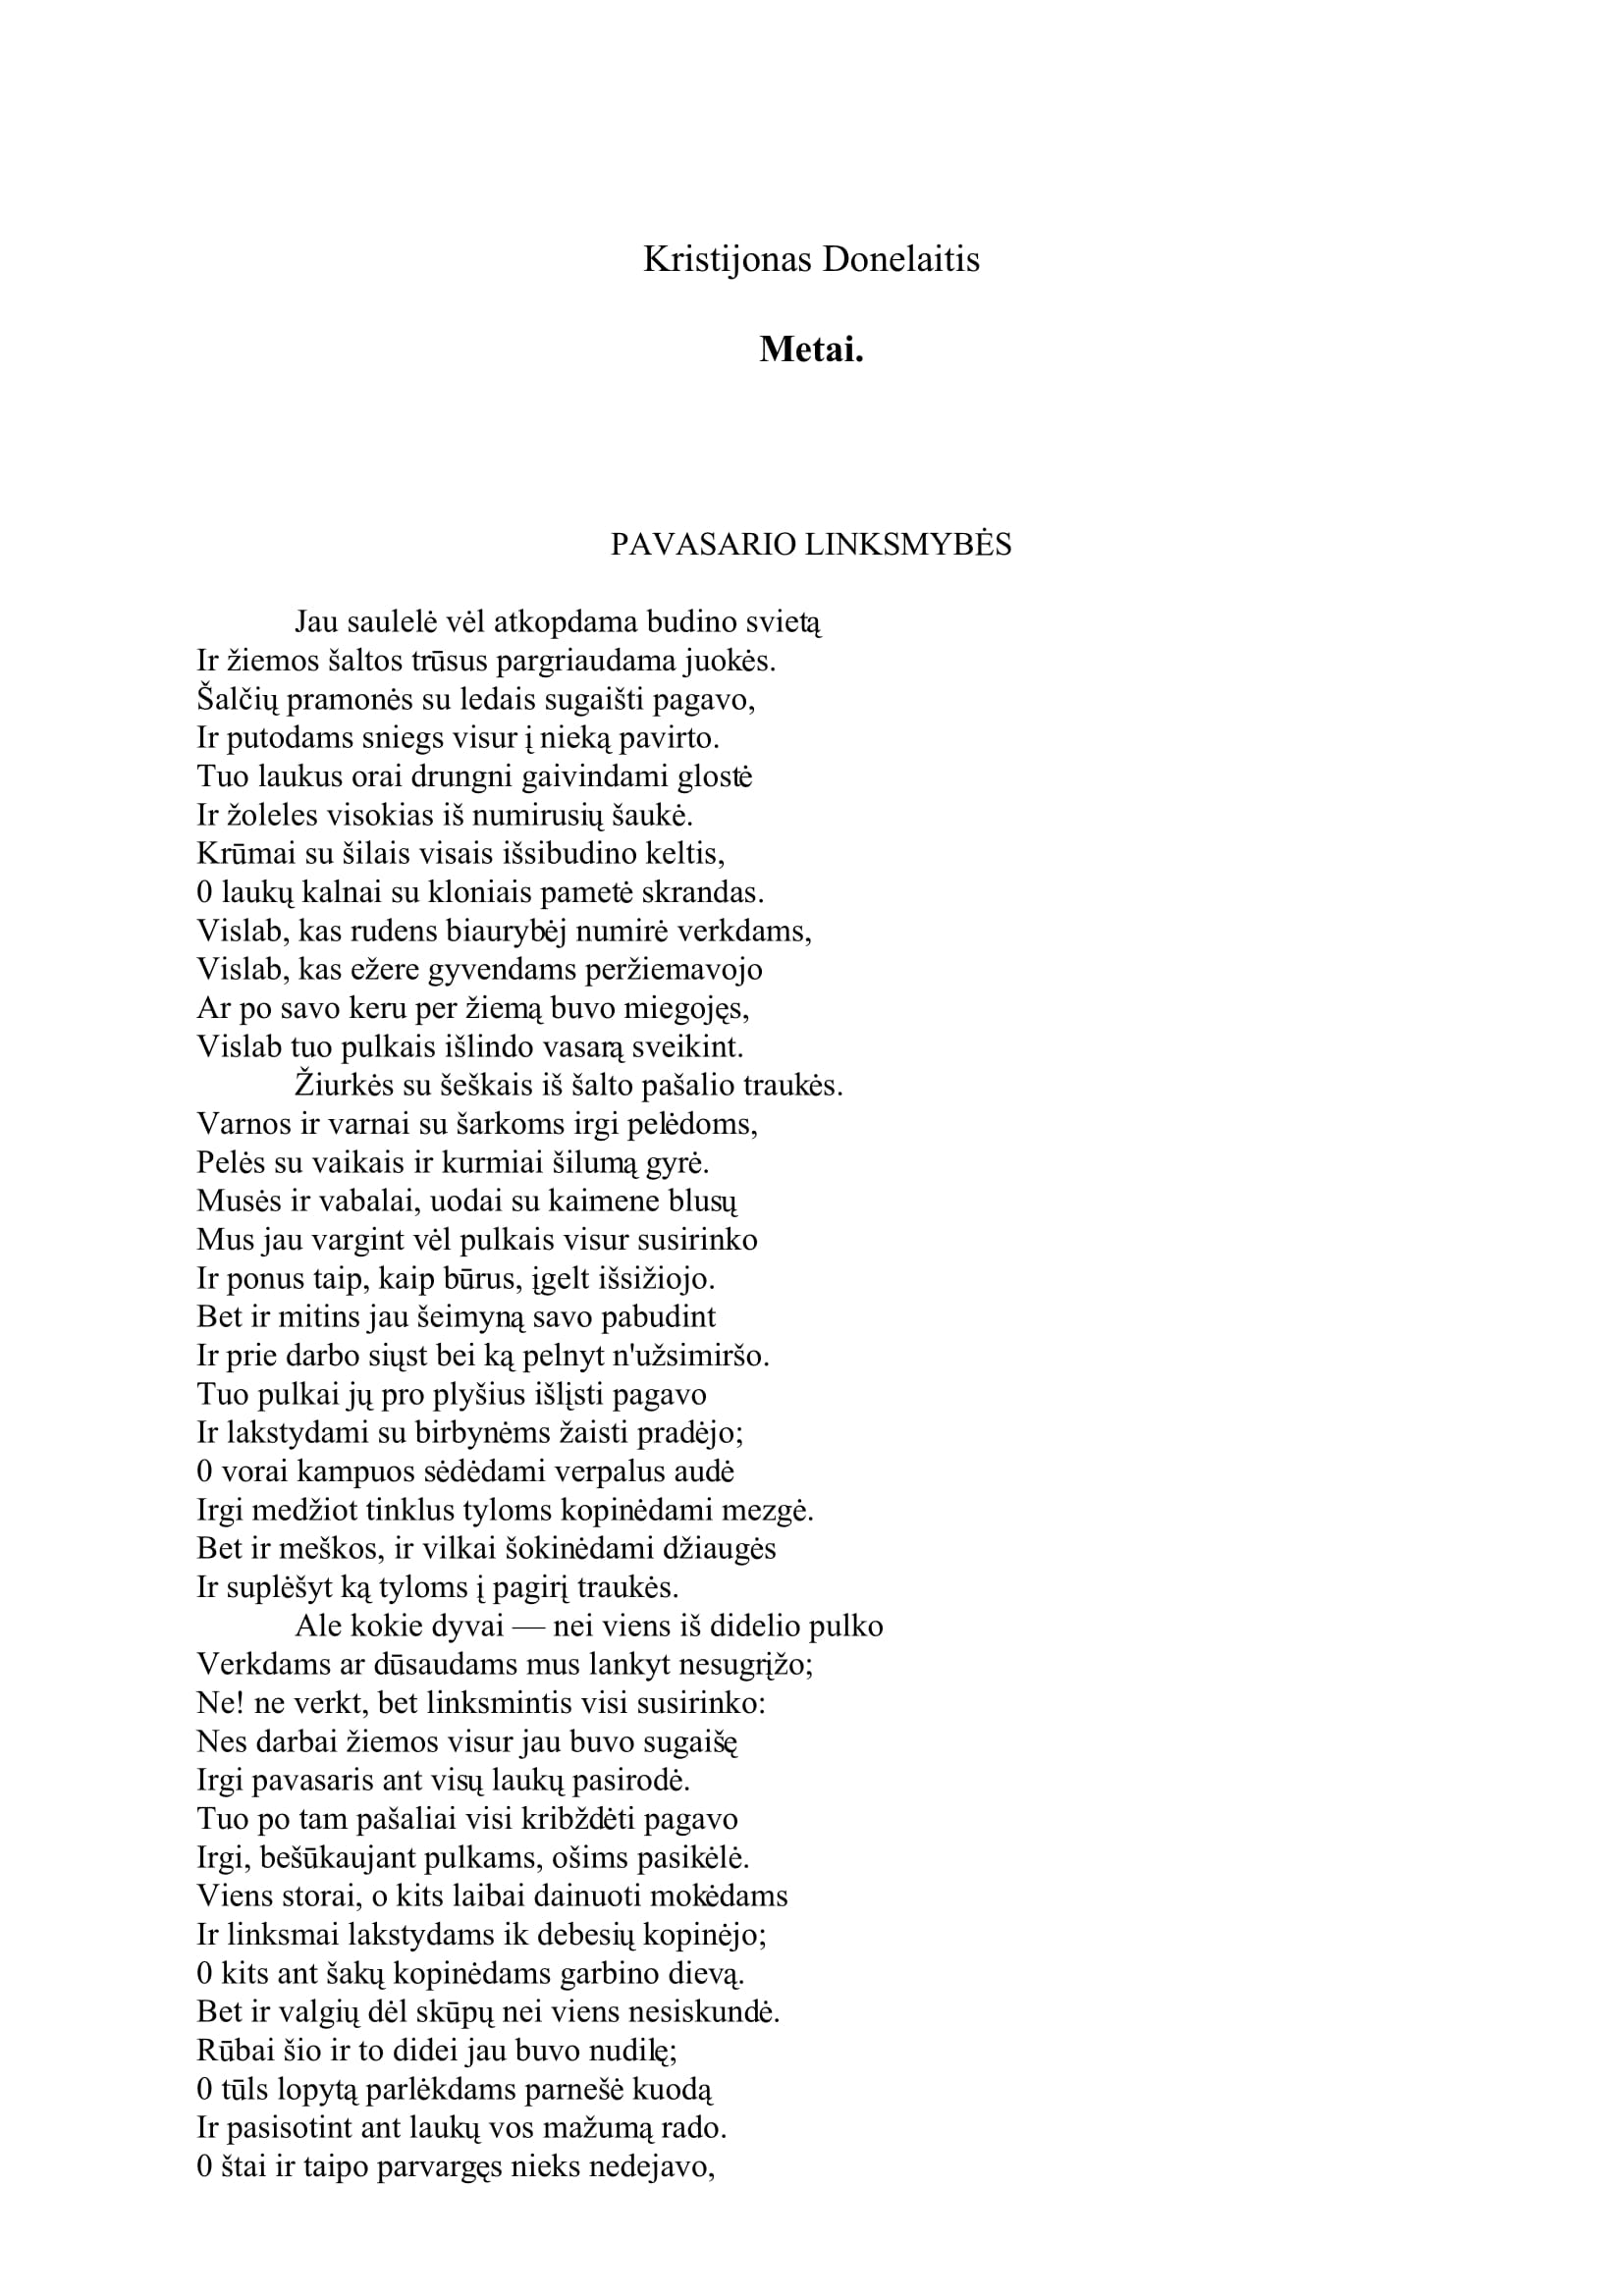 Kristijonas Donelaitis
Metai.
PAVASARIO LINKSMYBĖS
Jau saulelė vėl atkopdama budino svietą
Ir žiemos šaltos trūsus pargriaudama juokės.
Šalčių pramonės su ledais sugaišti pagavo,
Ir putodams sniegs visur į nieką pavirto.
Tuo laukus orai drungni gaivindami glostė
Ir žoleles visokias iš numirusių šaukė.
Krūmai su šilais visais išsibudino keltis,
0 laukų kalnai su kloniais pametė skrandas.
Vislab, kas rudens biaurybėj numirė verkdams,
Vislab, kas ežere gyvendams peržiemavojo
Ar po savo keru per žiemą buvo miegojęs,
Vislab tuo pulkais išlindo vasarą sveikint.
Žiurkės su šeškais iš šalto pašalio traukės.
Varnos ir varnai su šarkoms irgi pelėdoms,
Pelės su vaikais ir kurmiai šilumą gyrė.
Musės ir vabalai, uodai su kaimene blusų
Mus jau vargint vėl pulkais visur susirinko
Ir ponus taip, kaip būrus, įgelt išsižiojo.
Bet ir mitins jau šeimyną savo pabudint
Ir prie darbo siųst bei ką pelnyt n'užsimiršo.
Tuo pulkai jų pro plyšius išlįsti pagavo
Ir lakstydami su birbynėms žaisti pradėjo;
0 vorai kampuos sėdėdami verpalus audė
Irgi medžiot tinklus tyloms kopinėdami mezgė.
Bet ir meškos, ir vilkai šokinėdami džiaugės
Ir suplėšyt ką tyloms į pagirį traukės.
Ale kokie dyvai — nei viens iš didelio pulko
Verkdams ar dūsaudams mus lankyt nesugrįžo;
Ne! ne verkt, bet linksmintis visi susirinko:
Nes darbai žiemos visur jau buvo sugaišę
Irgi pavasaris ant visų laukų pasirodė.
Tuo po tam pašaliai visi kribždėti pagavo
Irgi, bešūkaujant pulkams, ošims pasikėlė.
Viens storai, o kits laibai dainuoti mokėdams
Ir linksmai lakstydams ik debesių kopinėjo;
0 kits ant šakų kopinėdams garbino dievą.
Bet ir valgių dėl skūpų nei viens nesiskundė.
Rūbai šio ir to didei jau buvo nudilę;
0 tūls lopytą parlėkdams parnešė kuodą
Ir pasisotint ant laukų vos mažumą rado.
0 štai ir taipo parvargęs nieks nedejavo,